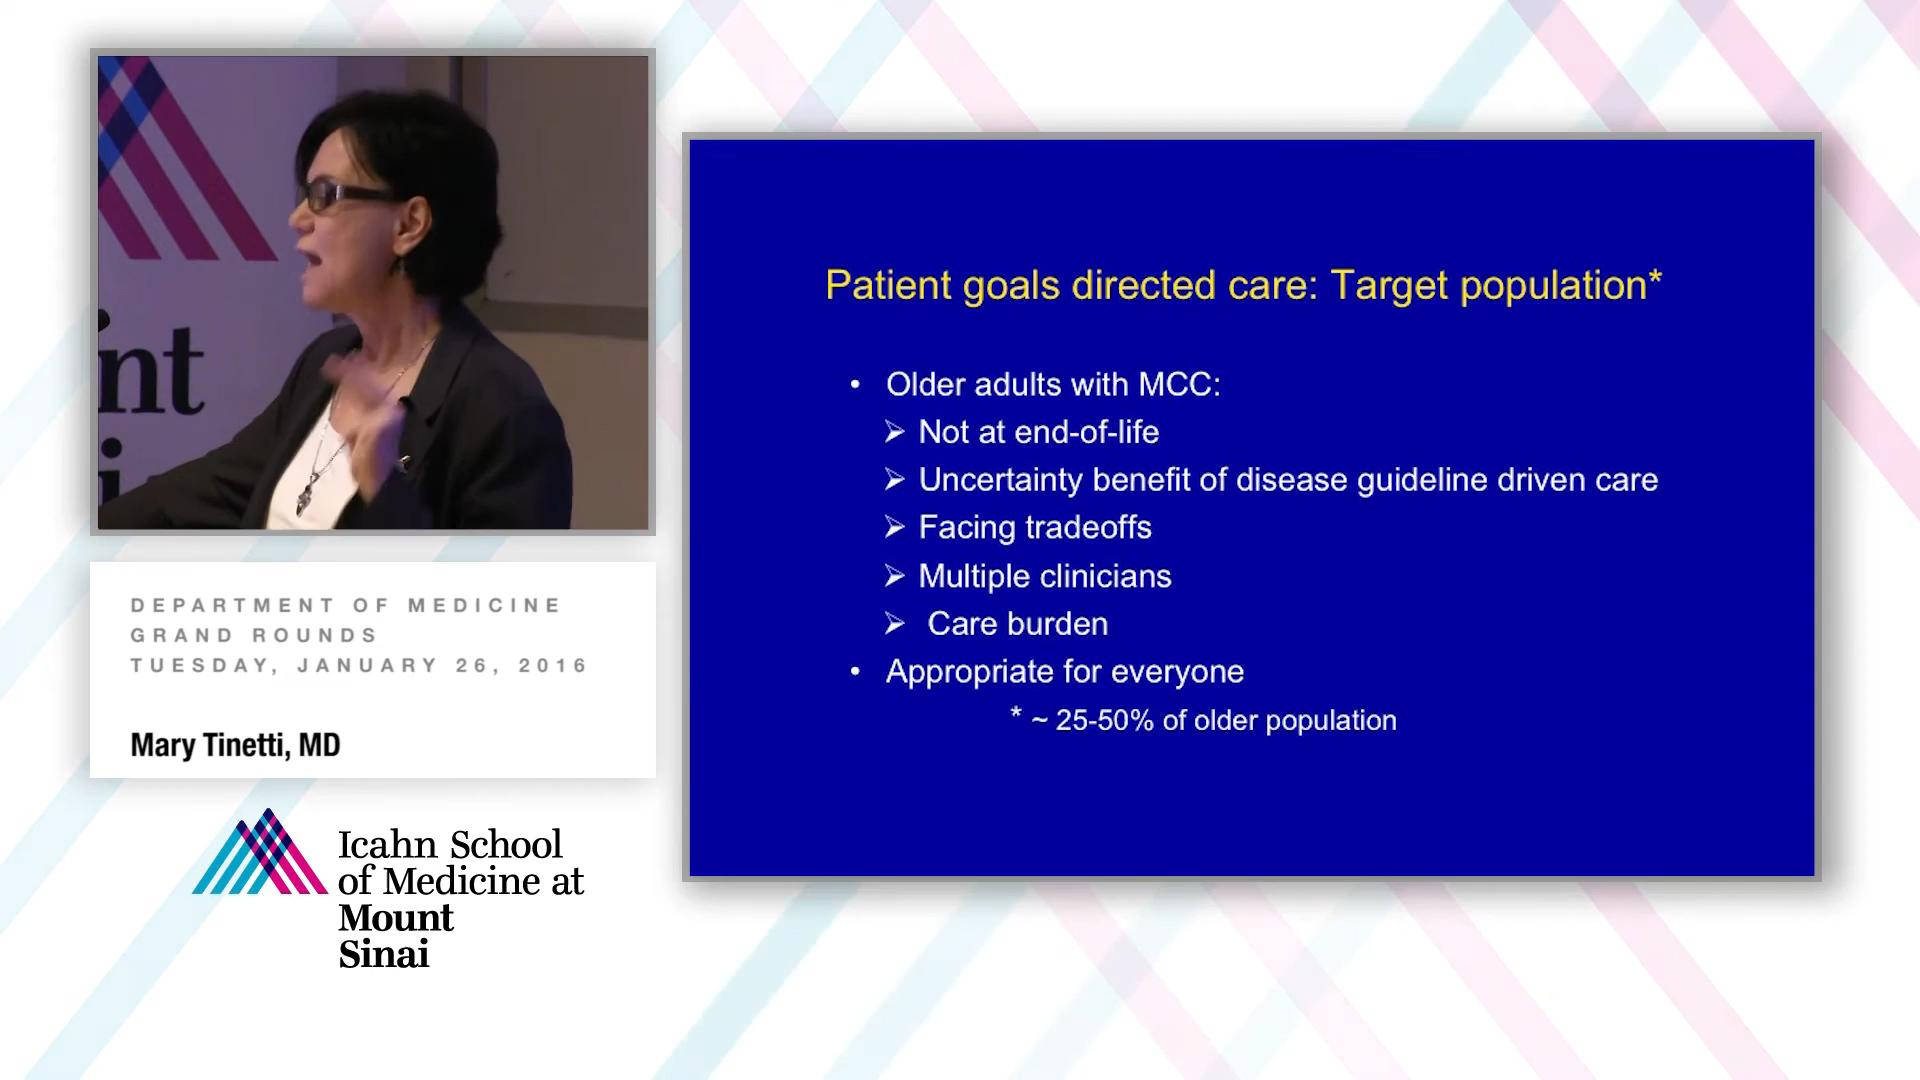 nt
DEPARTMENT OF MEDICINE
GRAND ROUNDS
TUESDAY, JANUARY 26, 2016
Mary Tinetti, MD
Icahn School
of Medicine at
Mount
Sinai
Patient goals directed care: Target population*
• Older adults with MCC:
➢ Not at end-of-life
➢ Uncertainty benefit of disease guideline driven care
➢ Facing tradeoffs
➢ Multiple clinicians
➢ Care burden
• Appropriate for everyone
* ~ 25-50% of older population